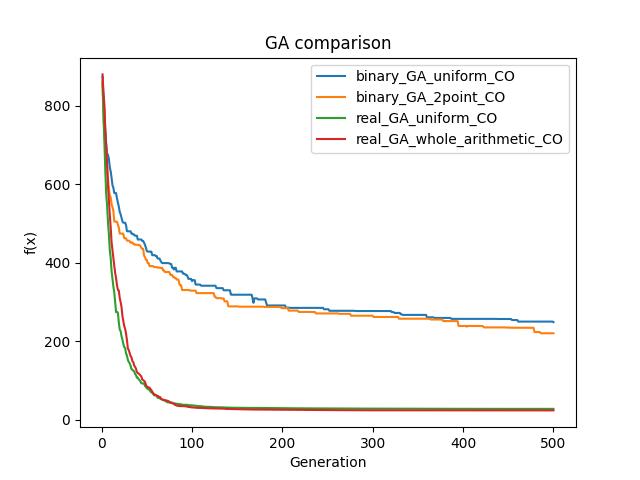 GA comparison
binary_GA_uniform_CO
binary_GA_2point_CO
real_GA_uniform_CO
real_GA_whole_arithmetic_CO
f(x)
800
600
400
200
0
0 100 200 300 400 500
Generation